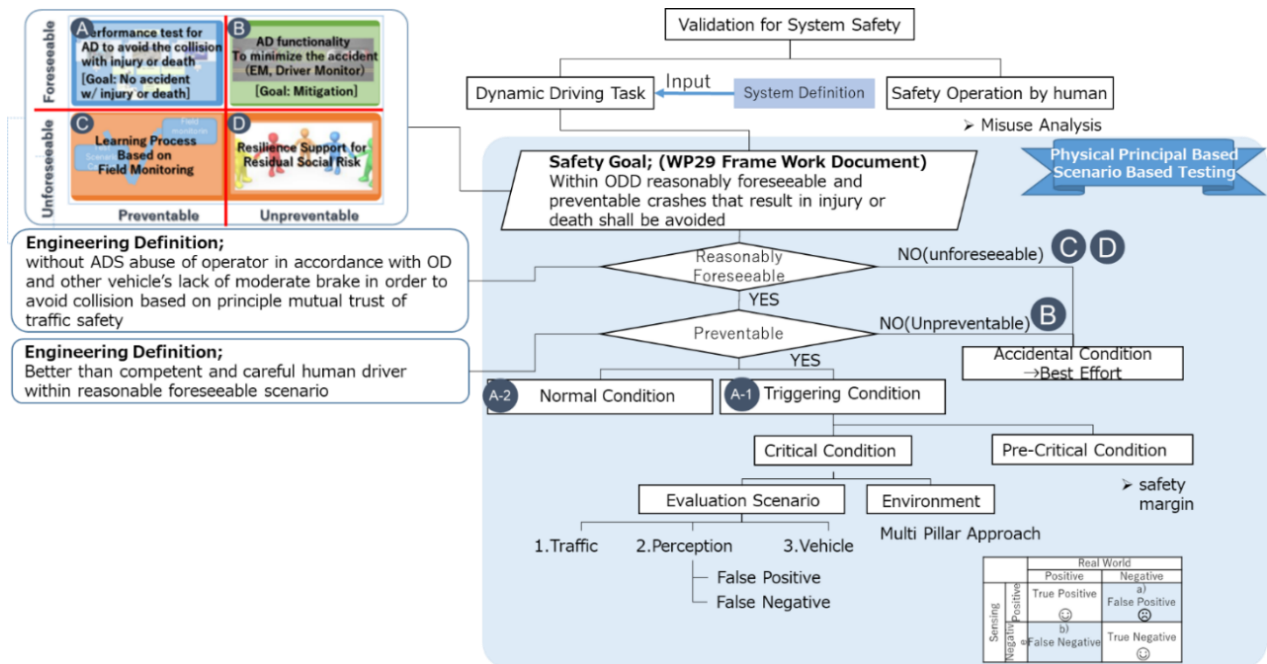 Foreseeable
Unforeseeable
A
Performance test for
AD to avoid the collision
with injury or death
[Goal: No accident
w/ injury or death]
B
AD functionality
To minimize the accident
(EM, Driver Monitor)
[Goal: Mitigation]
C
Learning Process
Based on
Field Monitoring
D
Resilience Support for
Residual Social Risk
Preventable
Unpreventable
Validation for System Safety
Dynamic Driving Task
Input
System Definition
Safety Operation by human
➢ Misuse Analysis
Physical Principal Based
Scenario Based Testing
Safety Goal; (WP29 Frame Work Document)
Within ODD reasonably foreseeable and
preventable crashes that result in injury or
death shall be avoided
Engineering Definition;
without ADS abuse of operator in accordance with OD
and other vehicle's lack of moderate brake in order to
avoid collision based on principle mutual trust of
traffic safety
Reasonably
Foreseeable
NO(unforeseeable)
C D
YES
Engineering Definition;
Better than competent and careful human driver
within reasonable foreseeable scenario
Preventable
NO(Unpreventable)
B
YES
Accidental Condition
→Best Effort
A-2
Normal Condition
A-1
Triggering Condition
Critical Condition
Pre-Critical Condition
➢ safety
margin
Evaluation Scenario
Environment
Multi Pillar Approach
1.Traffic
2.Perception
3.Vehicle
False Positive
False Negative
Real World
Positive
Negative
Sensing
Positive
True Positive
a)
False Positive
Negativ
e
b)
False Negative
True Negative